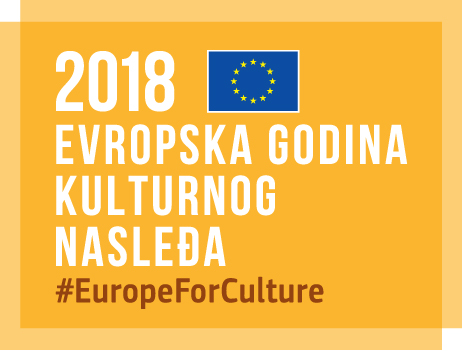 2018
EVROPSKA GODINA
KULTURNOG
NASLEĐA
#EuropeForCulture